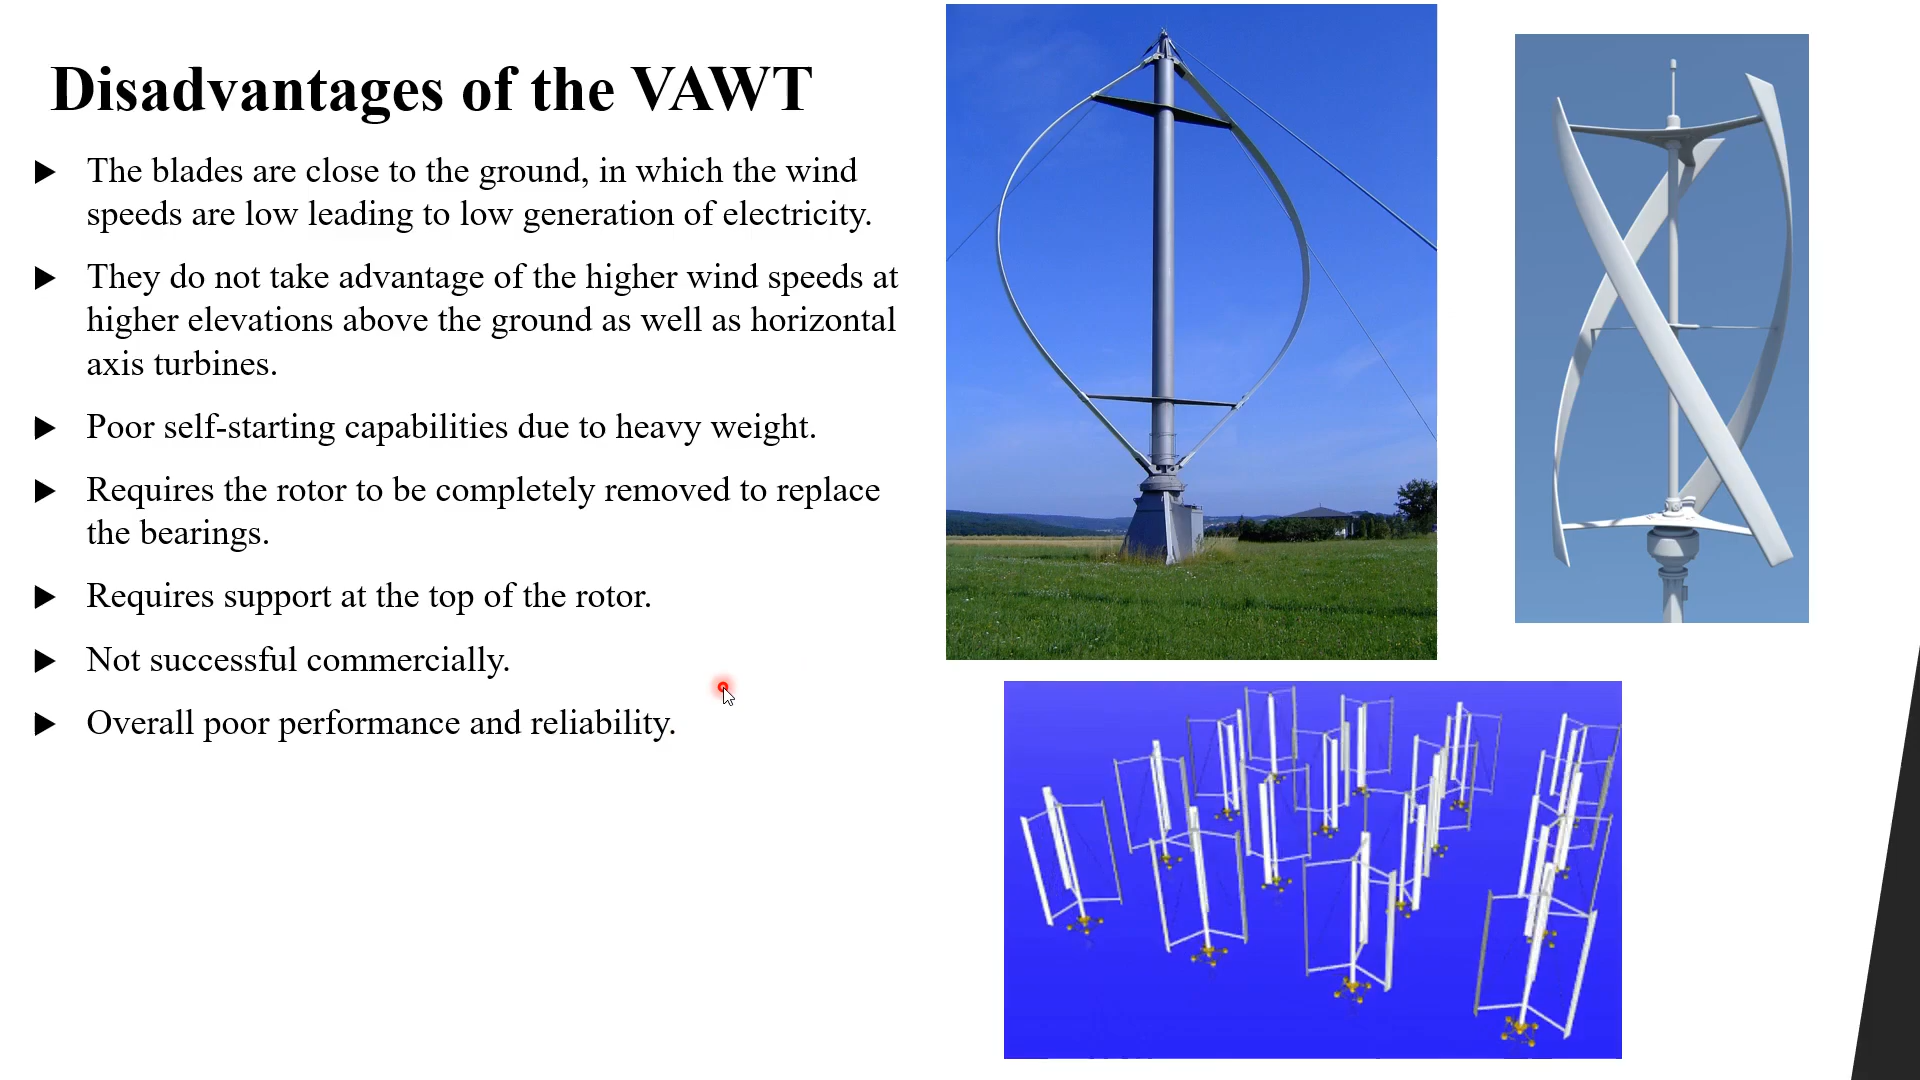 Disadvantages of the VAWT
The blades are close to the ground, in which the wind
speeds are low leading to low generation of electricity.
They do not take advantage of the higher wind speeds at
higher elevations above the ground as well as horizontal
axis turbines.
Poor self-starting capabilities due to heavy weight.
Requires the rotor to be completely removed to replace
the bearings.
Requires support at the top of the rotor.
Not successful commercially.
Overall poor performance and reliability.